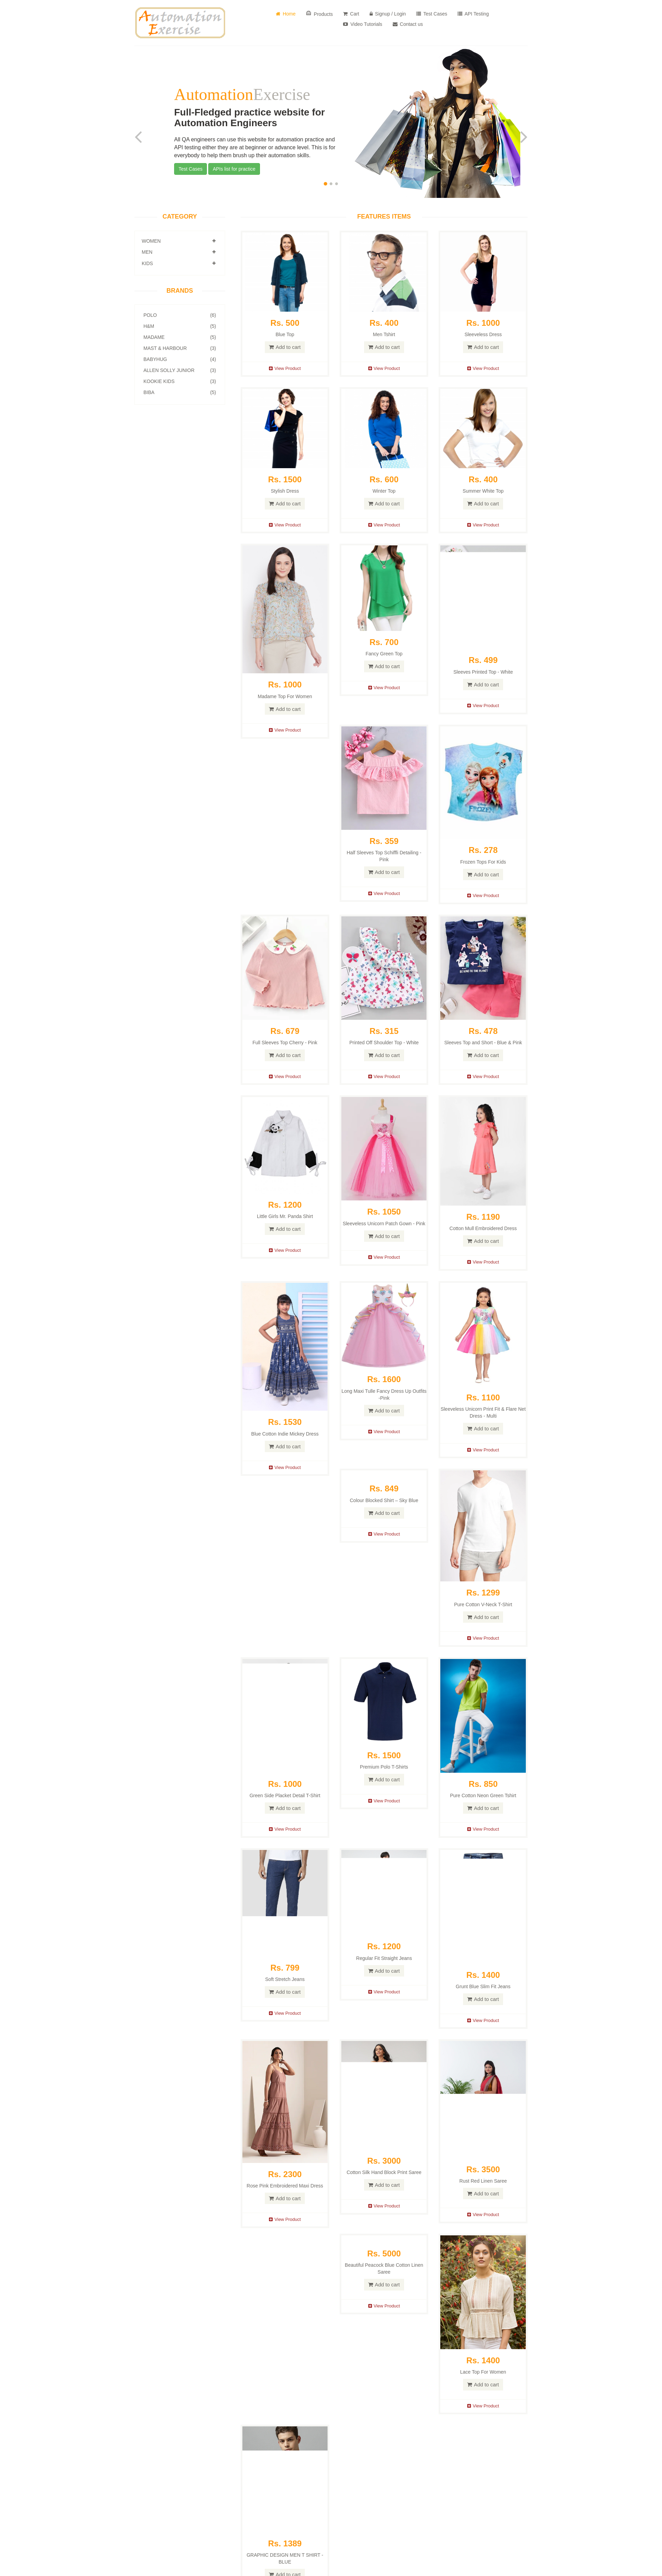 Automation
Exercise
Home
Products
Cart
Signup / Login
Test Cases
API Testing
Video Tutorials
Contact us
AutomationExercise
Full-Fledged practice website for
Automation Engineers
All QA engineers can use this website for automation practice and
API testing either they are at beginner or advance level. This is for
everybody to help them brush up their automation skills.
Test Cases
APIs list for practice
CATEGORY
WOMEN
MEN
KIDS
BRANDS
POLO (6)
H&M (5)
MADAME (5)
MAST & HARBOUR (3)
BABYHUG (4)
ALLEN SOLLY JUNIOR (3)
KOOKIE KIDS (3)
BIBA (5)
FEATURES ITEMS
Rs. 500
Blue Top
Add to cart
View Product
Rs. 400
Men Tshirt
Add to cart
View Product
Rs. 1000
Sleeveless Dress
Add to cart
View Product
Rs. 1500
Stylish Dress
Add to cart
View Product
Rs. 600
Winter Top
Add to cart
View Product
Rs. 400
Summer White Top
Add to cart
View Product
Rs. 1000
Madame Top For Women
Add to cart
View Product
Rs. 700
Fancy Green Top
Add to cart
View Product
Rs. 499
Sleeves Printed Top - White
Add to cart
View Product
Rs. 359
Half Sleeves Top Schiffli Detailing -
Pink
Add to cart
View Product
FROZEN
Rs. 278
Frozen Tops For Kids
Add to cart
View Product
Rs. 679
Full Sleeves Top Cherry - Pink
Add to cart
View Product
Rs. 315
Printed Off Shoulder Top - White
Add to cart
View Product
Rs. 478
Sleeves Top and Short - Blue & Pink
Add to cart
View Product
Rs. 1200
Little Girls Mr. Panda Shirt
Add to cart
View Product
Rs. 1050
Sleeveless Unicorn Patch Gown - Pink
Add to cart
View Product
Rs. 1190
Cotton Mull Embroidered Dress
Add to cart
View Product
Rs. 1530
Blue Cotton Indie Mickey Dress
Add to cart
View Product
Rs. 1600
Long Maxi Tulle Fancy Dress Up Outfits
-Pink
Add to cart
View Product
Rs. 1100
Sleeveless Unicorn Print Fit & Flare Net
Dress - Multi
Add to cart
View Product
Rs. 849
Colour Blocked Shirt – Sky Blue
Add to cart
View Product
Rs. 1299
Pure Cotton V-Neck T-Shirt
Add to cart
View Product
Rs. 1000
Green Side Placket Detail T-Shirt
Add to cart
View Product
Rs. 1500
Premium Polo T-Shirts
Add to cart
View Product
Rs. 850
Pure Cotton Neon Green Tshirt
Add to cart
View Product
Rs. 799
Soft Stretch Jeans
Add to cart
View Product
Rs. 1200
Regular Fit Straight Jeans
Add to cart
View Product
Rs. 1400
Grunt Blue Slim Fit Jeans
Add to cart
View Product
Rs. 2300
Rose Pink Embroidered Maxi Dress
Add to cart
View Product
Rs. 3000
Cotton Silk Hand Block Print Saree
Add to cart
View Product
Rs. 3500
Rust Red Linen Saree
Add to cart
View Product
Rs. 5000
Beautiful Peacock Blue Cotton Linen
Saree
Add to cart
View Product
Rs. 1400
Lace Top For Women
Add to cart
View Product
Rs. 1389
GRAPHIC DESIGN MEN T SHIRT -
BLUE
Add to cart